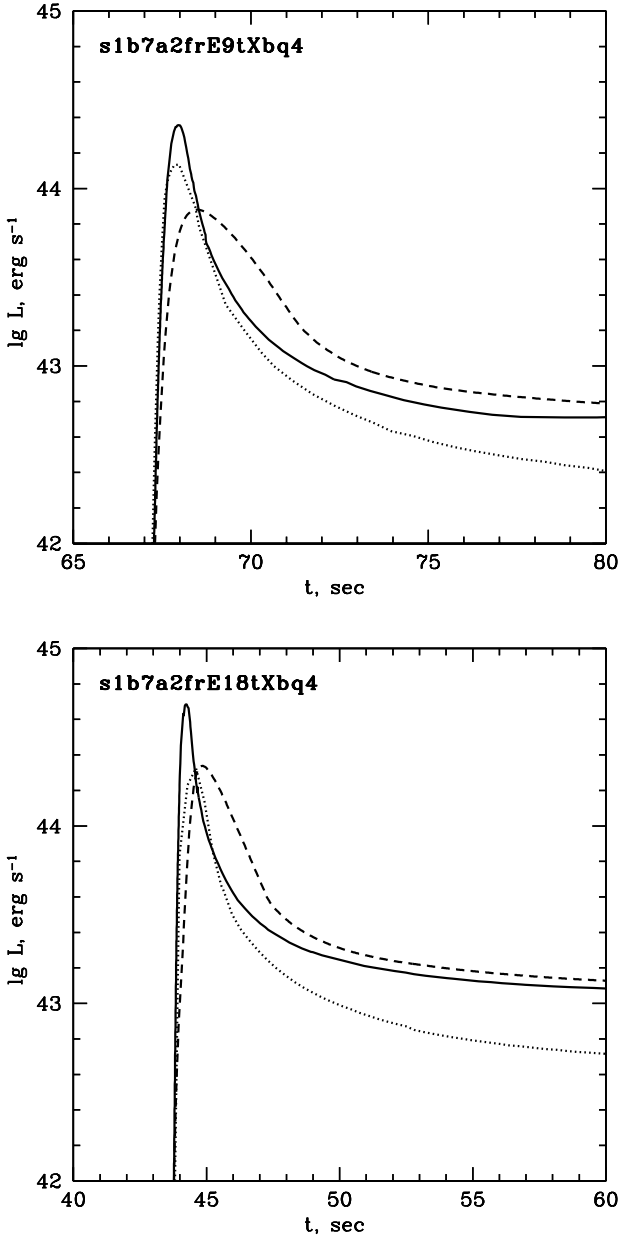 45
s1b7a2frE9tXbq4
44
lg L, erg s⁻¹
43
42
65 70 75 80
t, sec
45
s1b7a2frE18tXbq4
44
lg L, erg s⁻¹
43
42
40 45 50 55 60
t, sec